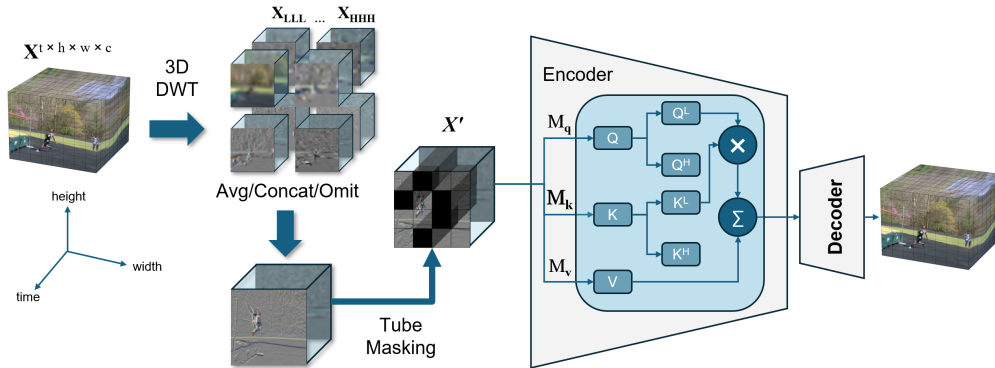 X^t × h × w × c
3D
DWT
X_LLL ... X_HHH
Avg/Concat/Omit
height
width
time
Tube
Masking
X'
Encoder
M_q
M_k
M_v
Q
Q^L
Q^H
K
K^L
K^H
V
×
Σ
Decoder